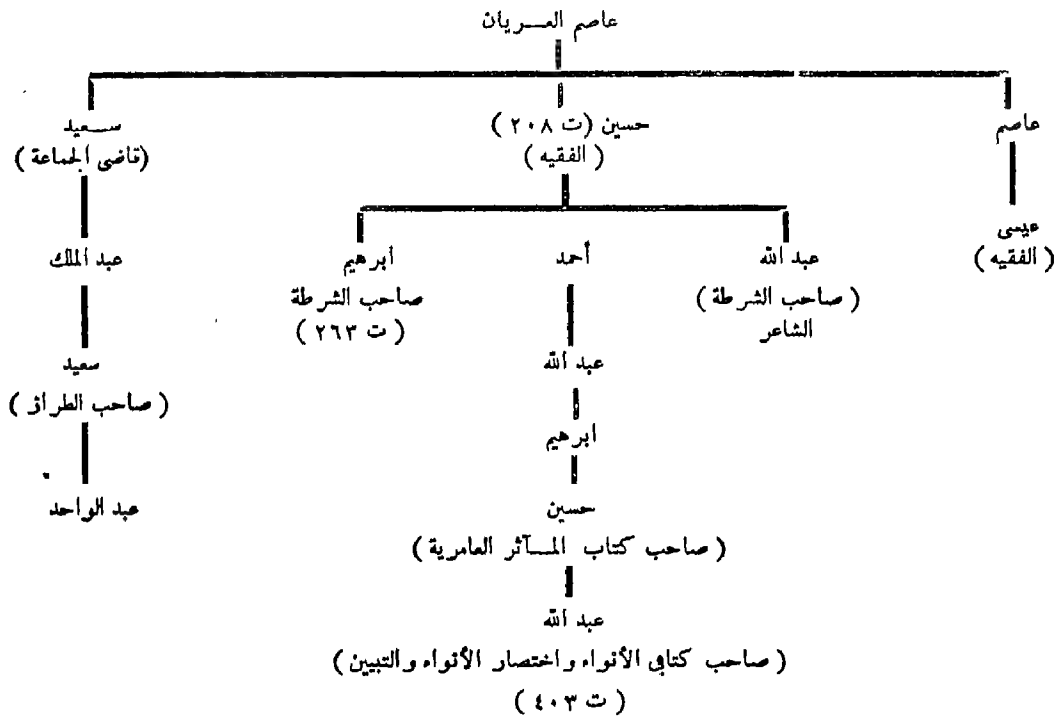 عاصم العريان
عاصم
حسين (ت ٢٠٨)
سعيد
(الفقيه)
(قاضى الجماعة)
عيسى
(الفقيه)
عبد الله
أحمد
ابرهيم
عبد الملك
(صاحب الشرطة)
الشاعر
صاحب الشرطة
(ت ٢٦٣)
عبد الله
سعيد
(صاحب الطراز)
ابرهيم
حسين
عبد الواحد
(صاحب كتاب المآثر العامرية)
عبد الله
(صاحب كتابى الأنواء واختصار الأنواء والتبيين)
(ت ٤٠٣)